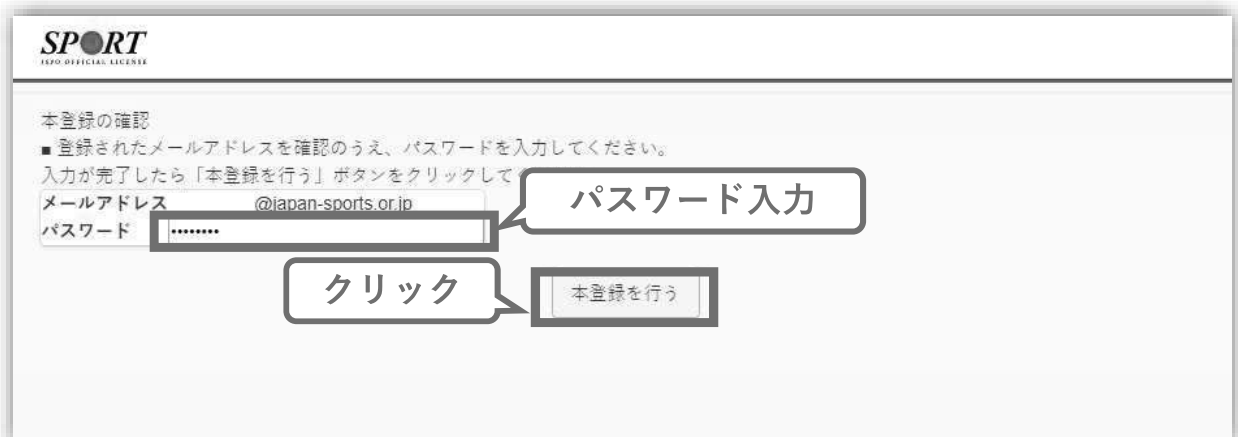 SPORT
JSPO OFFICIAL LICENSE
本登録の確認
■ 登録されたメールアドレスを確認のうえ、パスワードを入力してください。
入力が完了したら「本登録を行う」ボタンをクリックして
パスワード入力
メールアドレス @japan-sports.or.jp
パスワード ••••••••
クリック
本登録を行う